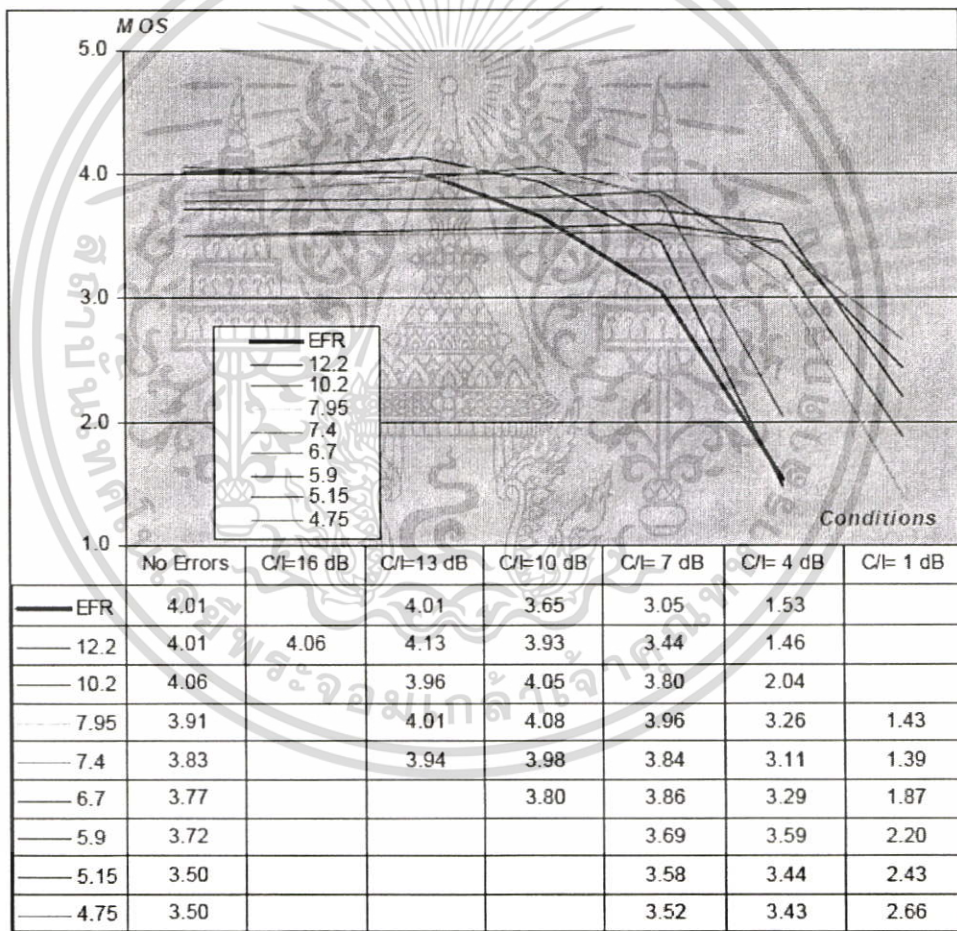 MOS
5.0
4.0
3.0
2.0
1.0
EFR
12.2
10.2
7.95
7.4
6.7
5.9
5.15
4.75
Conditions
No Errors C/I=16 dB C/I=13 dB C/I=10 dB C/I= 7 dB C/I= 4 dB C/I= 1 dB
EFR 4.01 4.01 3.65 3.05 1.53
12.2 4.01 4.06 4.13 3.93 3.44 1.46
10.2 4.06 3.96 4.05 3.80 2.04
7.95 3.91 4.01 4.08 3.96 3.26 1.43
7.4 3.83 3.94 3.98 3.84 3.11 1.39
6.7 3.77 3.80 3.86 3.29 1.87
5.9 3.72 3.69 3.59 2.20
5.15 3.50 3.58 3.44 2.43
4.75 3.50 3.52 3.43 2.66